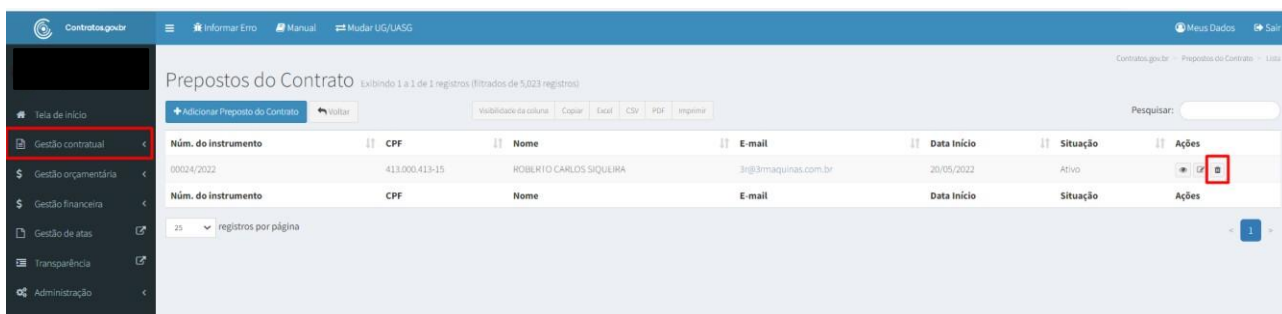 Contratos.gov.br
Informar Erro Manual Mudar UG/UASG
Meus Dados Sair
Contratos.gov.br > Prepostos do Contrato > Lista
Prepostos do Contrato Exibindo 1 a 1 de 1 registros (filtrados de 5,023 registros)
Adicionar Preposto do Contrato Voltar
Visibilidade da coluna Copiar Excel CSV PDF Imprimir
Pesquisar:
Tela de início
Gestão contratual
Gestão orçamentária
Gestão financeira
Gestão de atas
Transparência
Administração
Núm. do instrumento CPF Nome E-mail Data Início Situação Ações
00024/2022 413.000.413-15 ROBERTO CARLOS SIQUEIRA 3r@3rmaquinas.com.br 20/05/2022 Ativo
Núm. do instrumento CPF Nome E-mail Data Início Situação Ações
25 registros por página
< 1 >